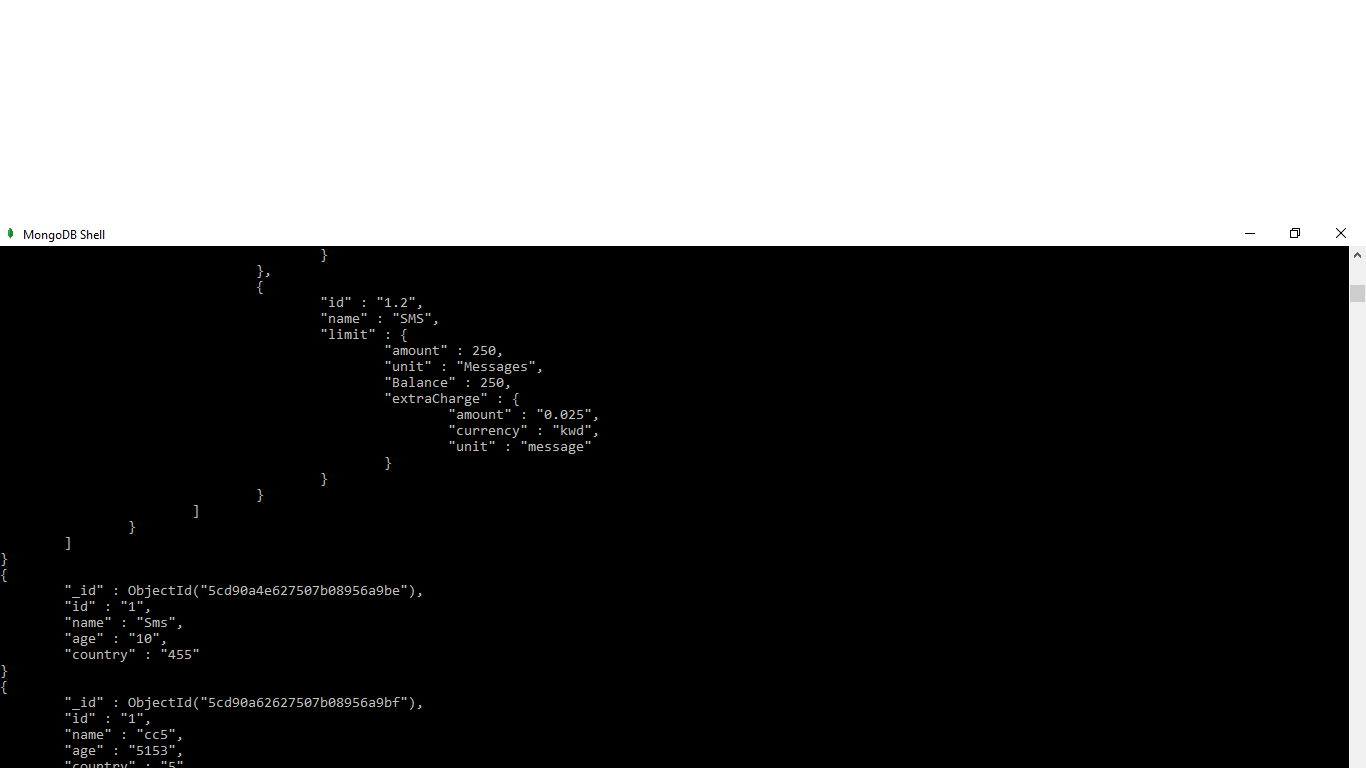 MongoDB Shell
}
},
{
"id" : "1.2",
"name" : "SMS",
"limit" : {
"amount" : 250,
"unit" : "Messages",
"Balance" : 250,
"extraCharge" : {
"amount" : "0.025",
"currency" : "kwd",
"unit" : "message"
}
}
}
]
}
]
}
{
"_id" : ObjectId("5cd90a4e627507b08956a9be"),
"id" : "1",
"name" : "Sms",
"age" : "10",
"country" : "455"
}
{
"_id" : ObjectId("5cd90a62627507b08956a9bf"),
"id" : "1",
"name" : "cc5",
"age" : "5153",
"country" : "5"